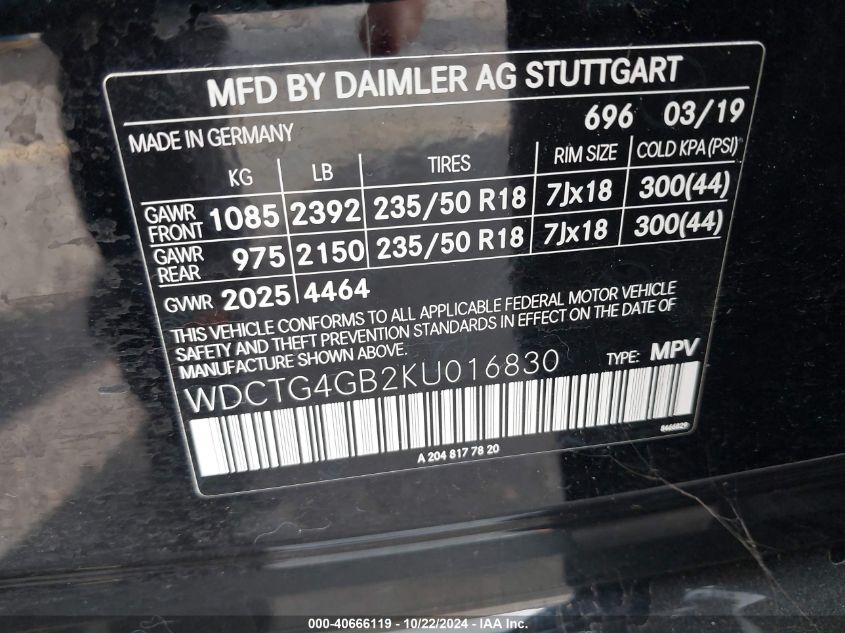 MFD BY DAIMLER AG STUTTGART
696 03/19
MADE IN GERMANY
KG LB TIRES RIM SIZE COLD KPA (PSI)
GAWR FRONT 1085 2392 235/50 R18 7Jx18 300(44)
GAWR REAR 975 2150 235/50 R18 7Jx18 300(44)
GVWR 2025 4464
THIS VEHICLE CONFORMS TO ALL APPLICABLE FEDERAL MOTOR VEHICLE
SAFETY AND THEFT PREVENTION STANDARDS IN EFFECT ON THE DATE OF
MANUFACTURE SHOWN ABOVE.
WDCTG4GB2KU016830 TYPE: MPV
A 204 817 78 20
000-40666119 - 10/22/2024 - IAAI.COM